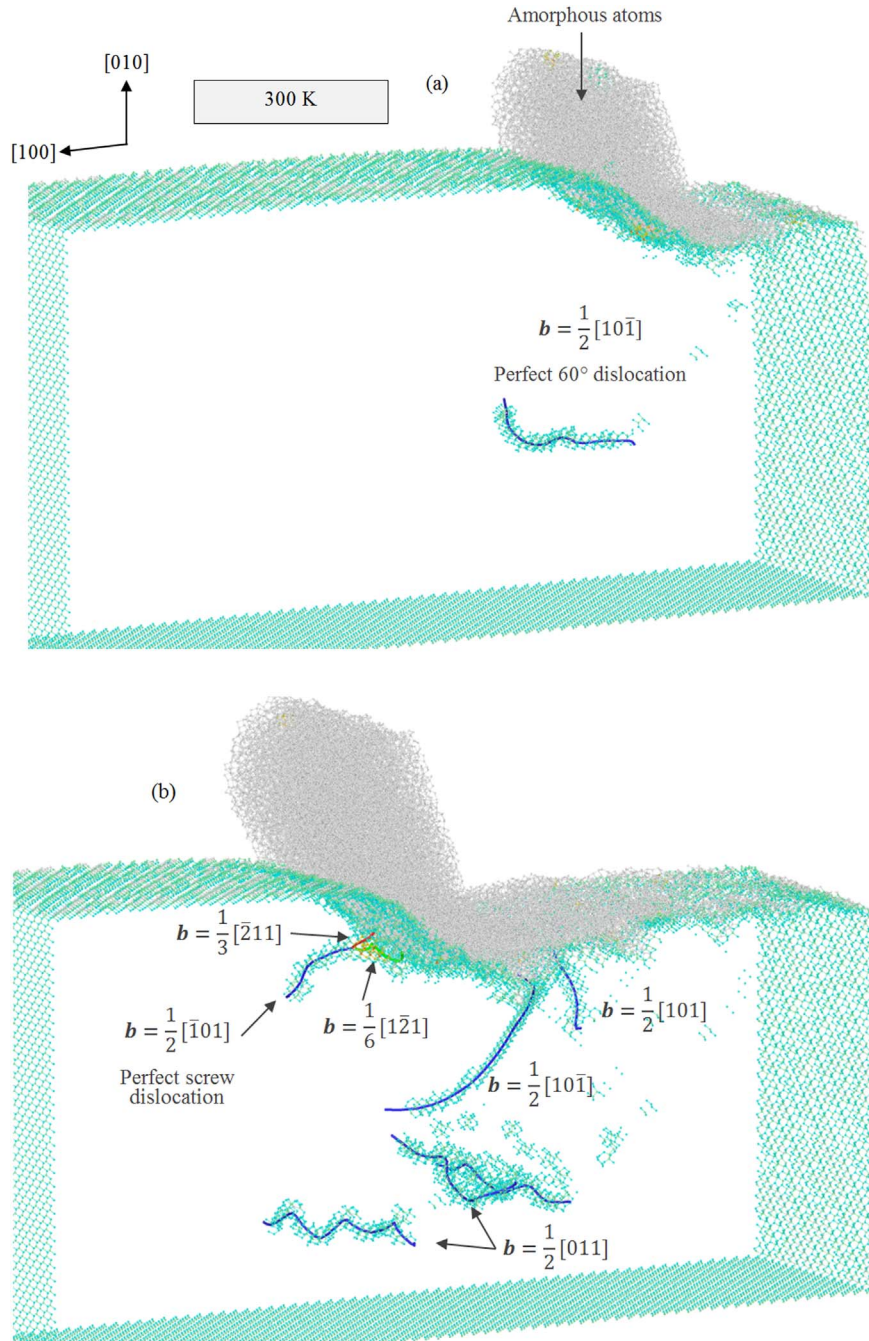 Amorphous atoms
[010]
300 K
(a)
[100]
b = 1/2 [101̄]
Perfect 60° dislocation
(b)
b = 1/3 [2̄11]
b = 1/2 [1̄01]
b = 1/6 [12̄1]
b = 1/2 [101]
Perfect screw
dislocation
b = 1/2 [101̄]
b = 1/2 [011]